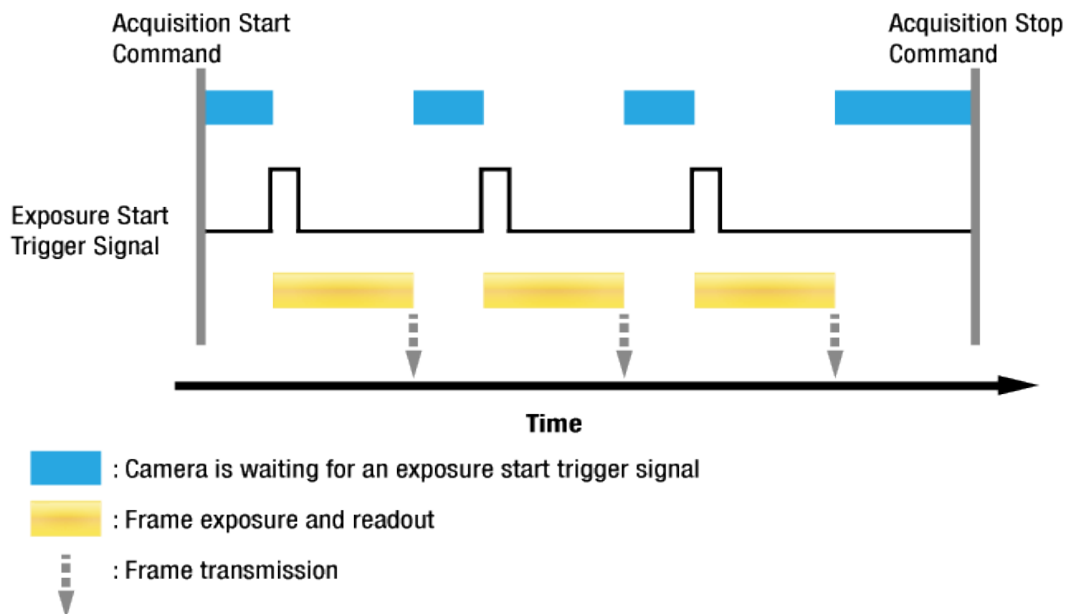 Acquisition Start
Command
Acquisition Stop
Command
Exposure Start
Trigger Signal
Time
: Camera is waiting for an exposure start trigger signal
: Frame exposure and readout
: Frame transmission